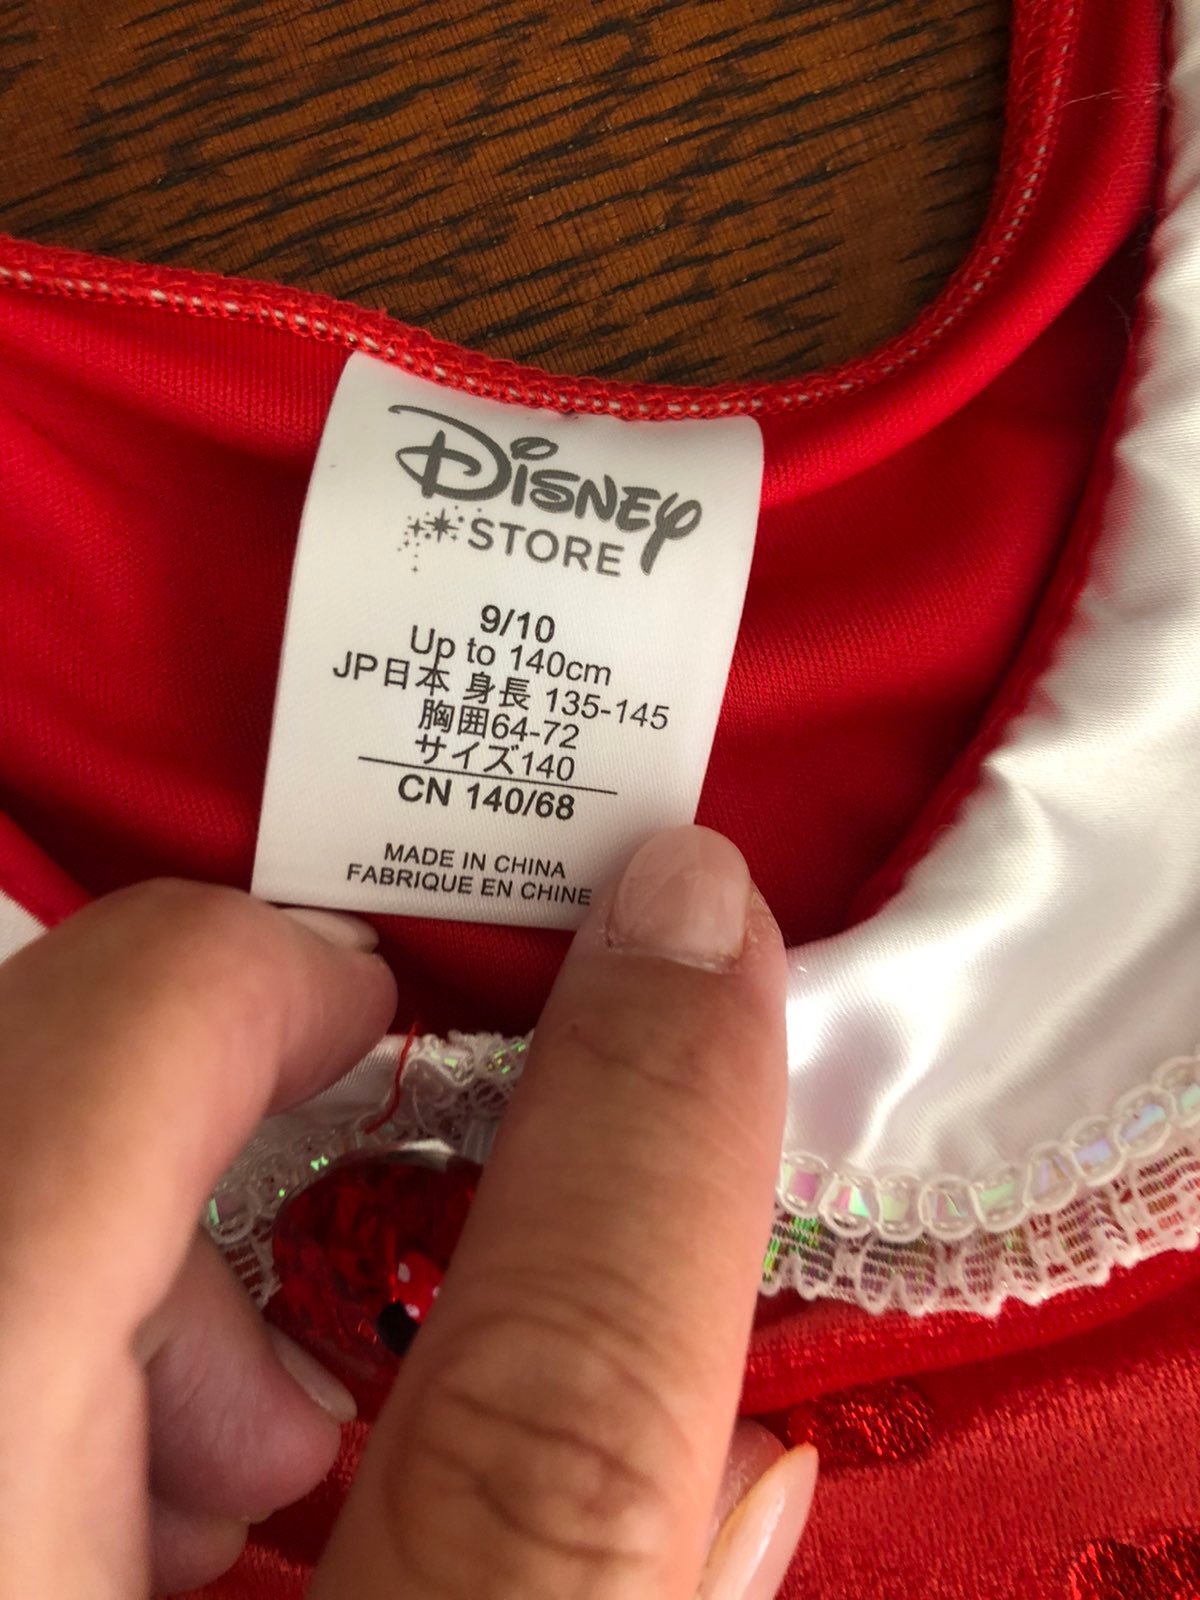 Disney
STORE
9/10
Up to 140cm
JP日本 身長 135-145
胸囲64-72
サイズ140
CN 140/68
MADE IN CHINA
FABRIQUE EN CHINE